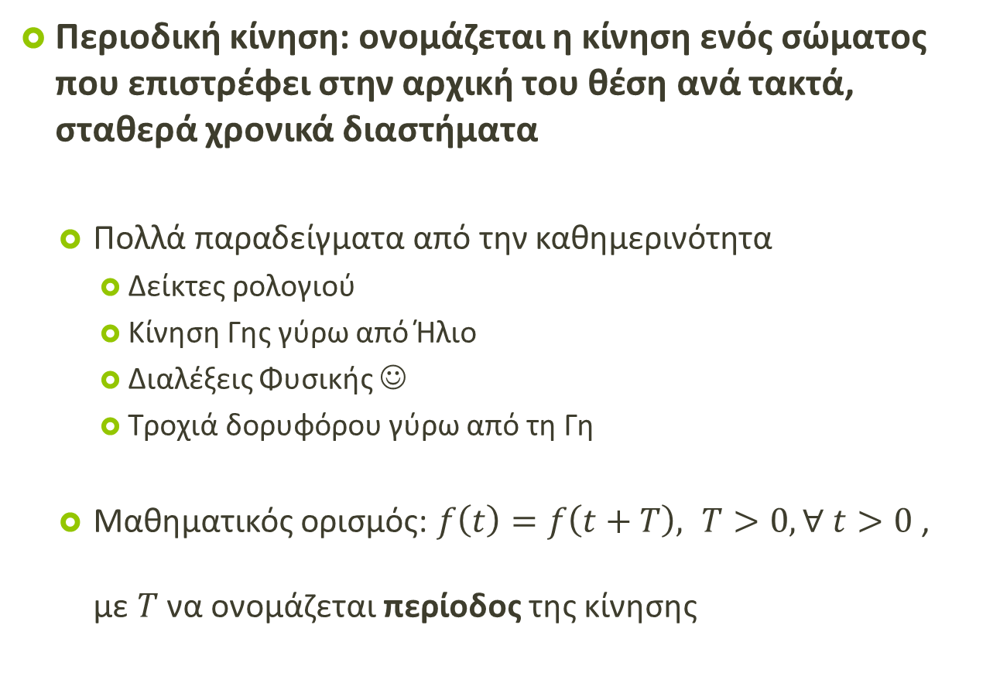 Περιοδική κίνηση: ονομάζεται η κίνηση ενός σώματος
που επιστρέφει στην αρχική του θέση ανά τακτά,
σταθερά χρονικά διαστήματα
Πολλά παραδείγματα από την καθημερινότητα
Δείκτες ρολογιού
Κίνηση Γης γύρω από Ήλιο
Διαλέξεις Φυσικής ☺
Τροχιά δορυφόρου γύρω από τη Γη
Μαθηματικός ορισμός: f(t) = f(t + T), T > 0, ∀ t > 0 ,
με T να ονομάζεται περίοδος της κίνησης